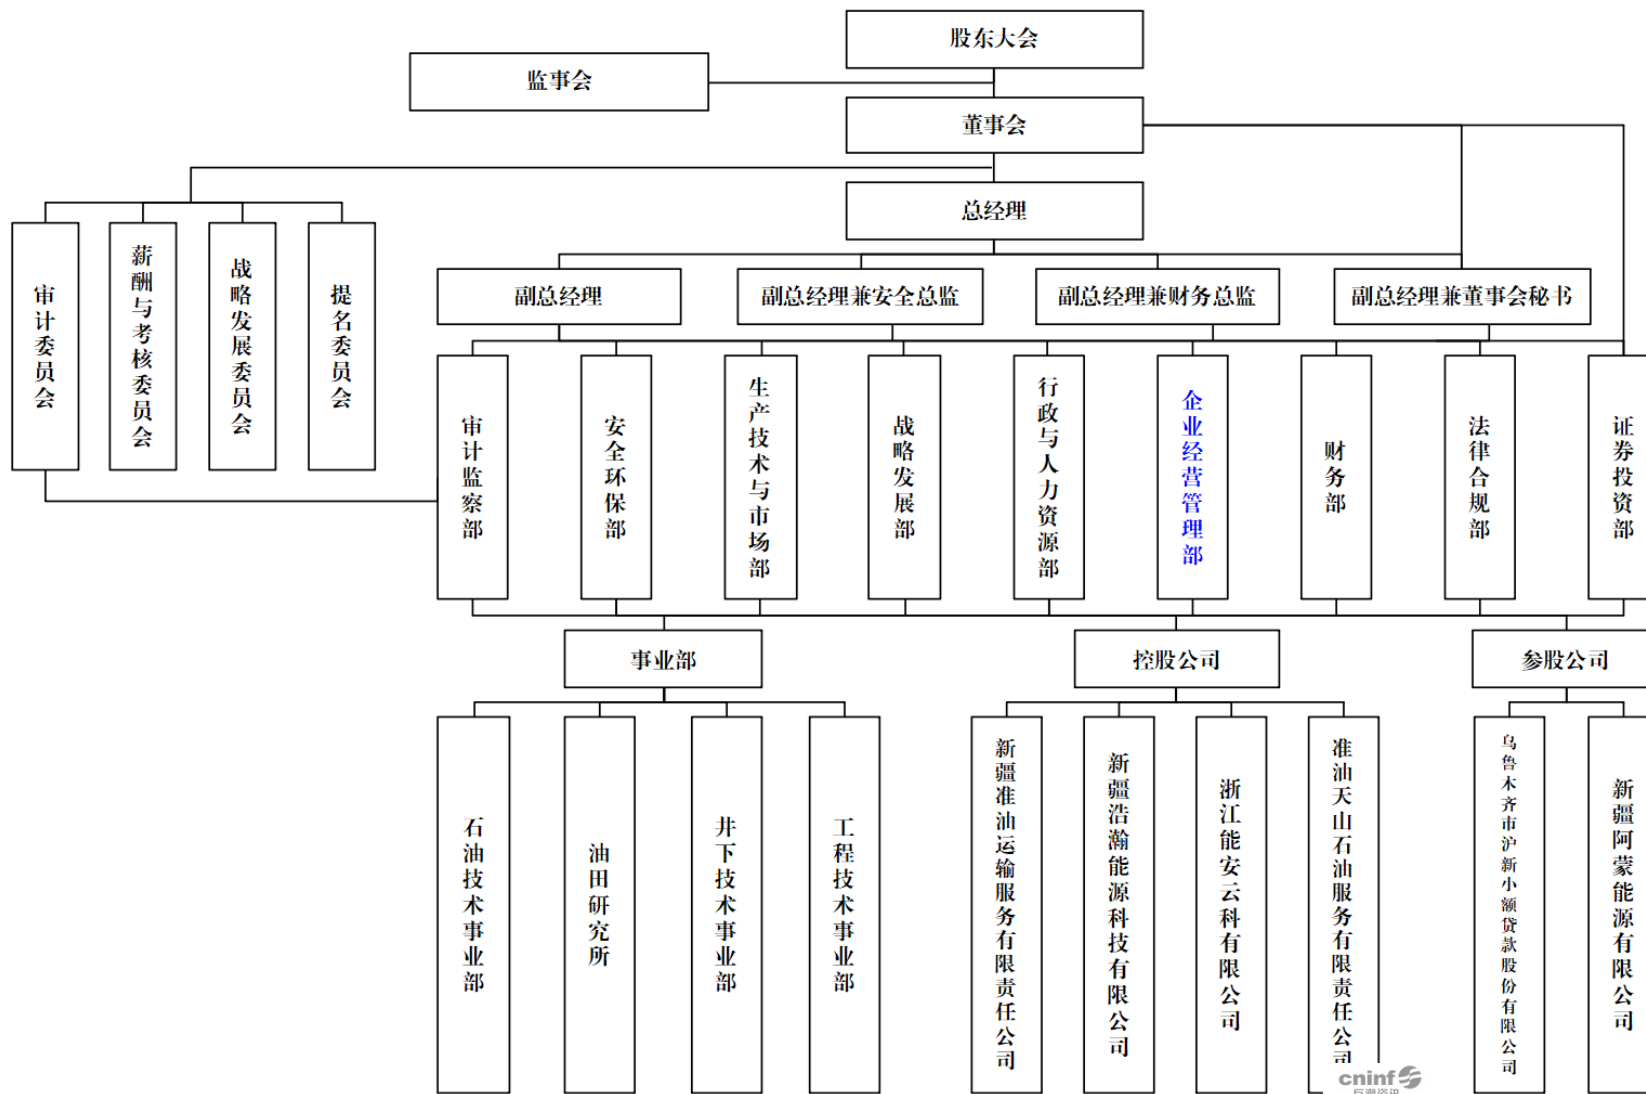 股东大会
监事会
董事会
总经理
副总经理
副总经理兼安全总监
副总经理兼财务总监
副总经理兼董事会秘书
审计委员会
薪酬与考核委员会
战略发展委员会
提名委员会
审计监察部
安全环保部
生产技术与市场部
战略发展部
行政与人力资源部
企业经营管理部
财务部
法律合规部
证券投资部
事业部
控股公司
参股公司
石油技术事业部
油田研究所
井下技术事业部
工程技术事业部
新疆准油运输服务有限责任公司
新疆浩瀚能源科技有限公司
浙江能安云科有限公司
准油天山石油服务有限责任公司
乌鲁木齐市沪新小额贷款股份有限公司
新疆阿蒙能源有限公司
cninf
巨潮资讯